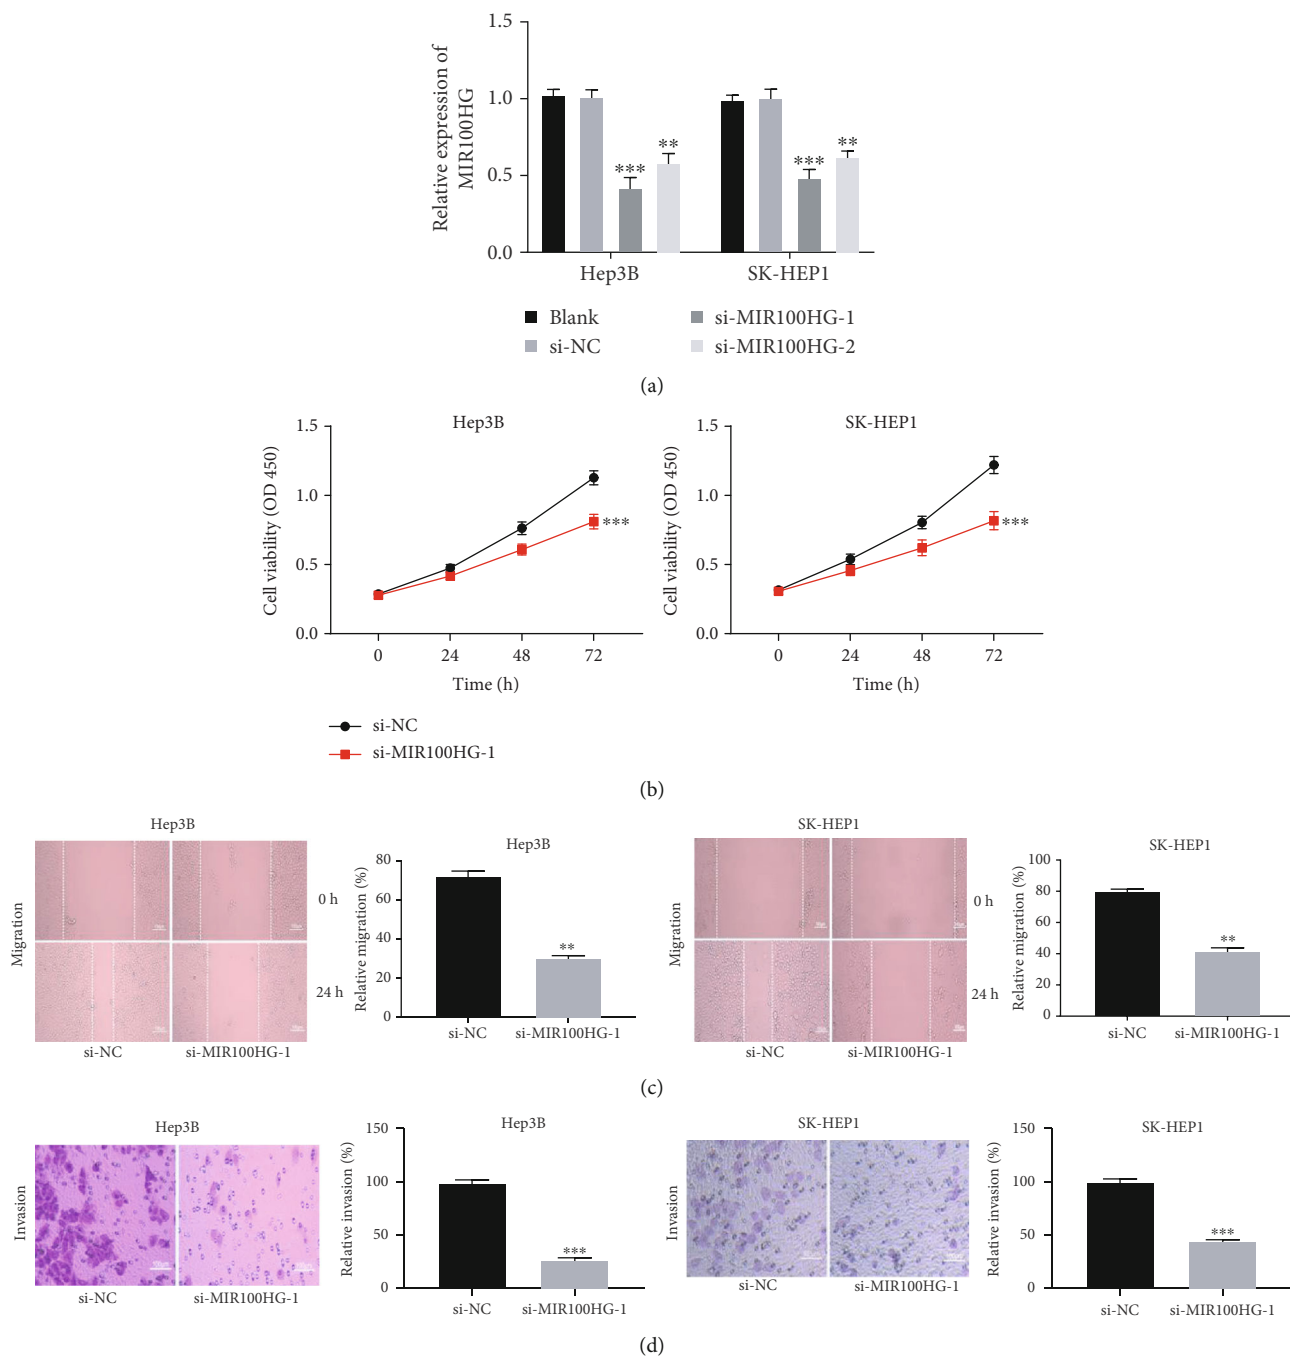 Relative expression of
MIR100HG
1.5
1.0
0.5
0.0
***
**
***
**
Hep3B
SK-HEP1
Blank
si-NC
si-MIR100HG-1
si-MIR100HG-2
(a)
Hep3B
Cell viability (OD 450)
1.5
1.0
0.5
0.0
***
0 24 48 72
Time (h)
SK-HEP1
Cell viability (OD 450)
1.5
1.0
0.5
0.0
***
0 24 48 72
Time (h)
si-NC
si-MIR100HG-1
(b)
Hep3B
Migration
0 h
24 h
si-NC
si-MIR100HG-1
Hep3B
Relative migration (%)
80
60
40
20
0
**
si-NC
si-MIR100HG-1
SK-HEP1
Migration
0 h
24 h
si-NC
si-MIR100HG-1
SK-HEP1
Relative migration (%)
100
80
60
40
20
0
**
si-NC
si-MIR100HG-1
(c)
Hep3B
Invasion
si-NC
si-MIR100HG-1
Hep3B
Relative invasion (%)
150
100
50
0
***
si-NC
si-MIR100HG-1
SK-HEP1
Invasion
si-NC
si-MIR100HG-1
SK-HEP1
Relative invasion (%)
150
100
50
0
***
si-NC
si-MIR100HG-1
(d)